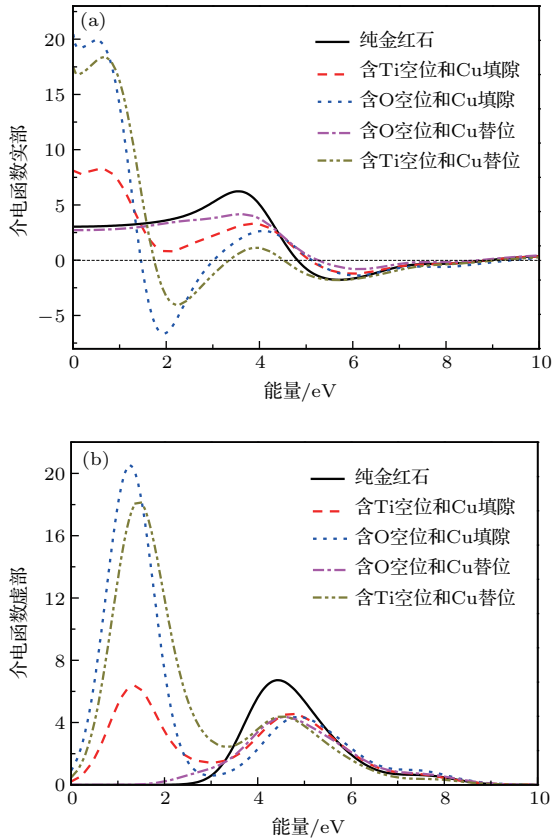 (a)
纯金红石
含Ti空位和Cu填隙
含O空位和Cu填隙
含O空位和Cu替位
含Ti空位和Cu替位
20
15
10
5
0
−5
介电函数实部
0 2 4 6 8 10
能量/eV
(b)
纯金红石
含Ti空位和Cu填隙
含O空位和Cu填隙
含O空位和Cu替位
含Ti空位和Cu替位
20
16
12
8
4
0
介电函数虚部
0 2 4 6 8 10
能量/eV